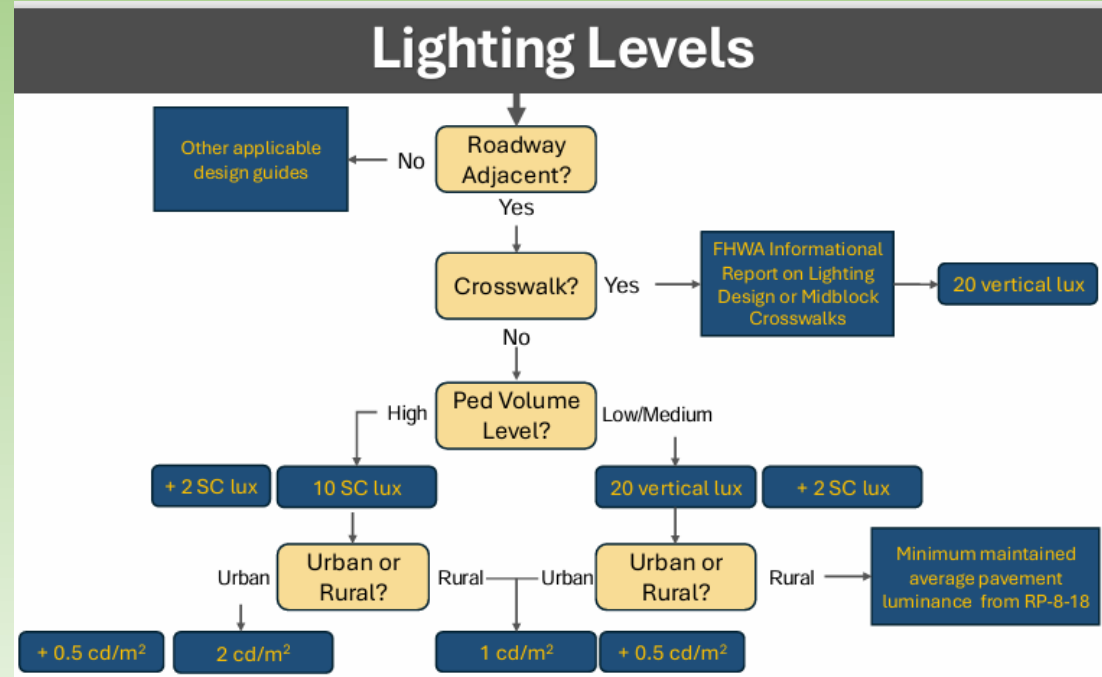 Lighting Levels
Other applicable
design guides
No
Roadway
Adjacent?
Yes
Crosswalk?
Yes
FHWA Informational
Report on Lighting
Design or Midblock
Crosswalks
20 vertical lux
No
Ped Volume
Level?
High
Low/Medium
+ 2 SC lux
10 SC lux
20 vertical lux
+ 2 SC lux
Urban
Urban or
Rural?
Rural
Urban
Urban or
Rural?
Rural
Minimum maintained
average pavement
luminance from RP-8-18
+ 0.5 cd/m²
2 cd/m²
1 cd/m²
+ 0.5 cd/m²